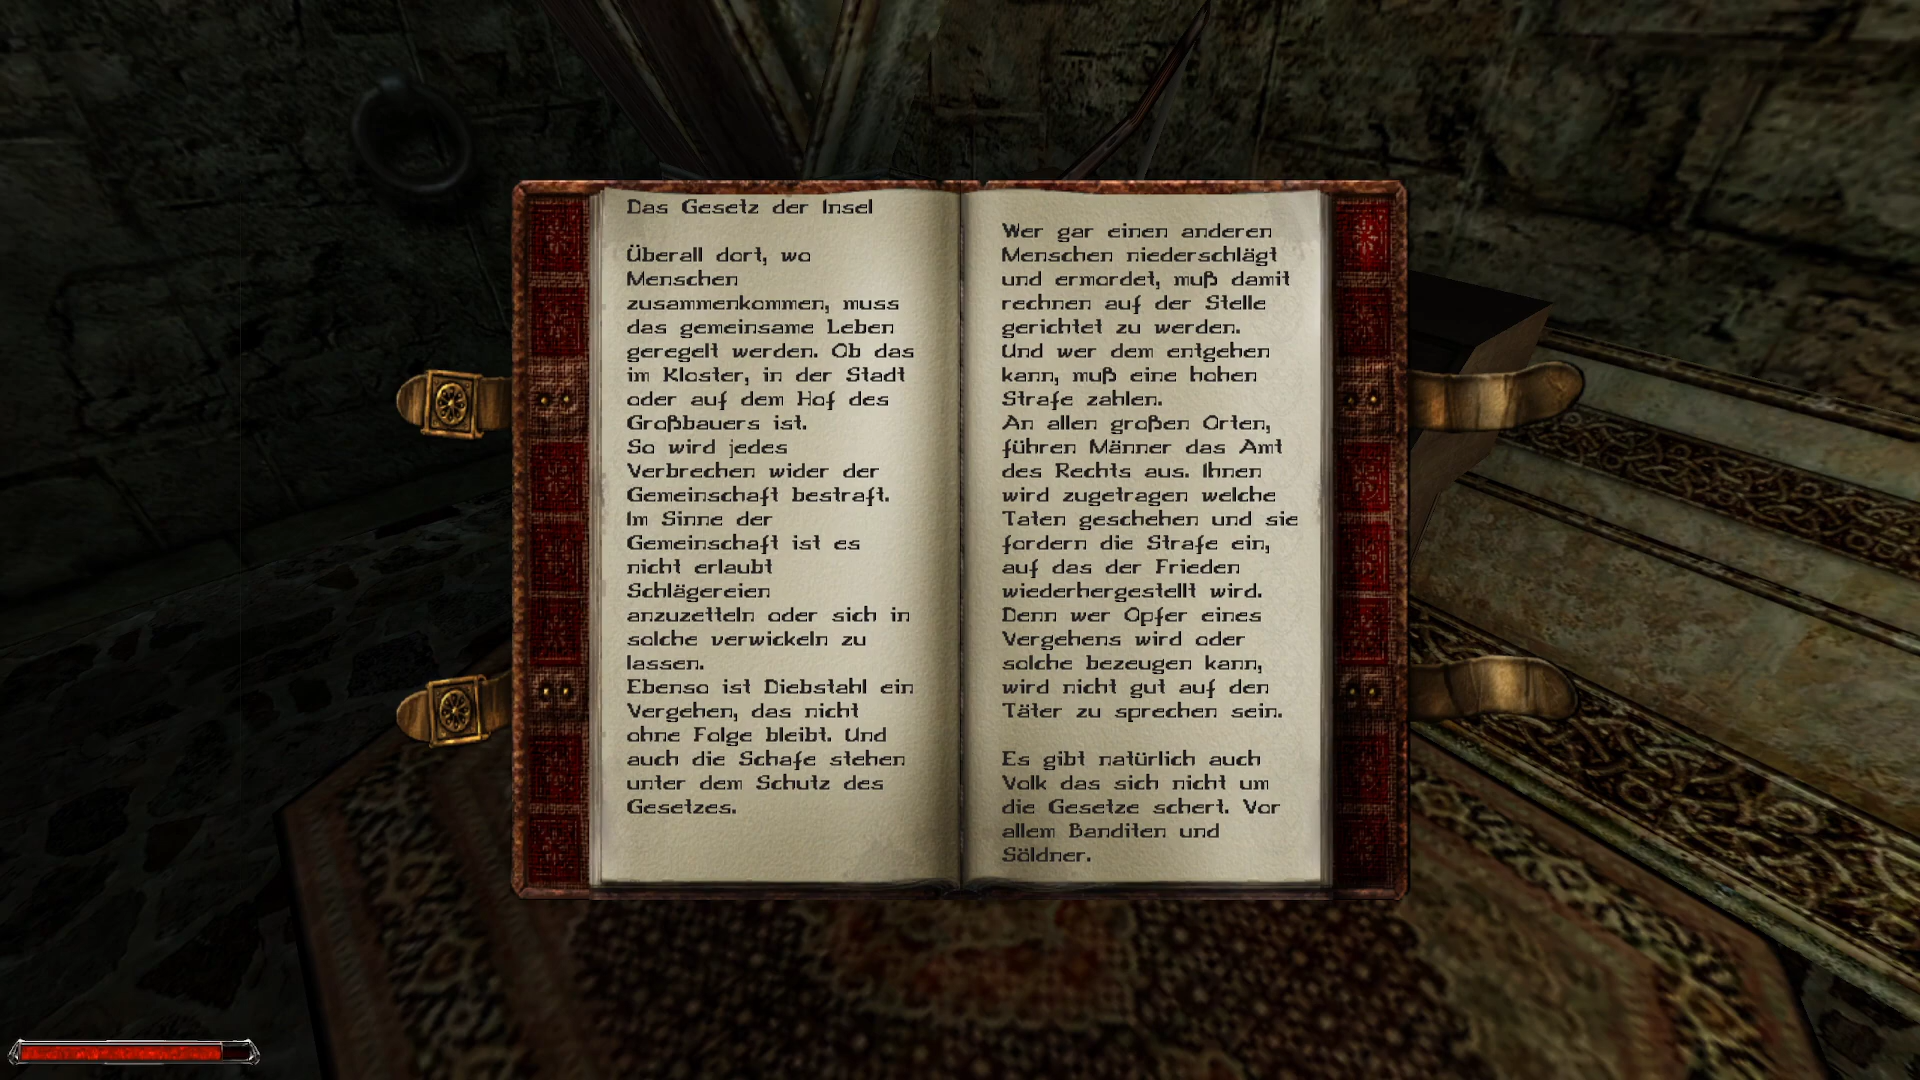 Das Gesetz der Insel
Überall dort, wo
Menschen
zusammenkommen, muss
das gemeinsame Leben
geregelt werden. Ob das
im Kloster, in der Stadt
oder auf dem Hof des
Großbauers ist.
So wird jedes
Verbrechen wider der
Gemeinschaft bestraft.
Im Sinne der
Gemeinschaft ist es
nicht erlaubt
Schlägereien
anzuzetteln oder sich in
solche verwickeln zu
lassen.
Ebenso ist Diebstahl ein
Vergehen, das nicht
ohne Folge bleibt. Und
auch die Schafe stehen
unter dem Schutz des
Gesetzes.
Wer gar einen anderen
Menschen niederschlägt
und ermordet, muß damit
rechnen auf der Stelle
gerichtet zu werden.
Und wer dem entgehen
kann, muß eine hohen
Strafe zahlen.
An allen großen Orten,
führen Männer das Amt
des Rechts aus. Ihnen
wird zugetragen welche
Taten geschehen und sie
fordern die Strafe ein,
auf das der Frieden
wiederhergestellt wird.
Denn wer Opfer eines
Vergehens wird oder
solche bezeugen kann,
wird nicht gut auf den
Täter zu sprechen sein.
Es gibt natürlich auch
Volk das sich nicht um
die Gesetze schert. Vor
allem Banditen und
Söldner.